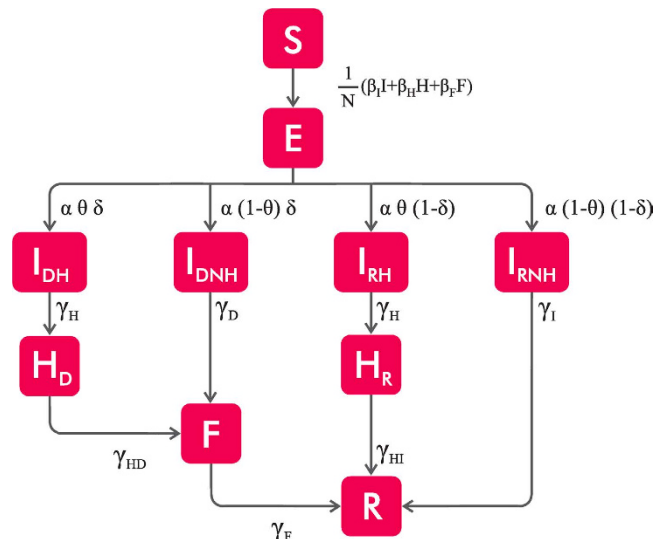 S
1/N (β_I I+β_H H+β_F F)
E
α θ δ
α (1-θ) δ
α θ (1-δ)
α (1-θ) (1-δ)
I_DH
I_DNH
I_RH
I_RNH
γ_H
γ_D
γ_H
γ_I
H_D
H_R
F
γ_HD
γ_HI
R
γ_F